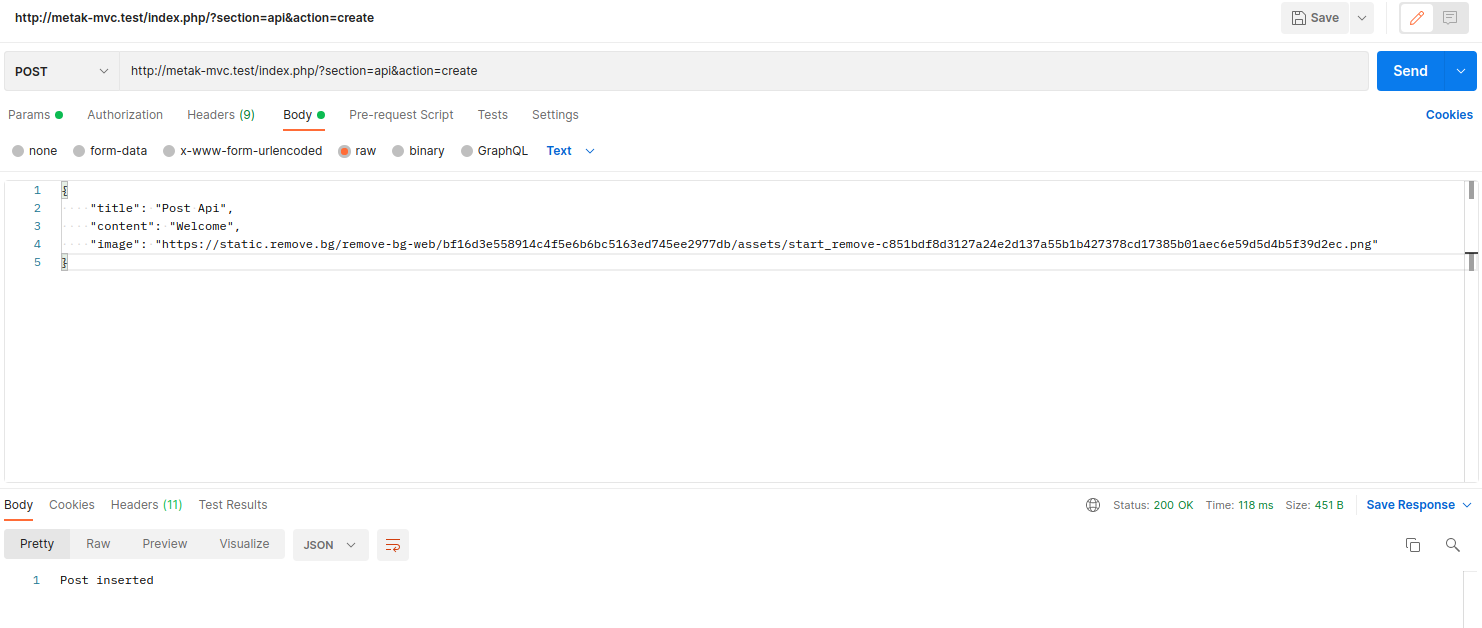 http://metak-mvc.test/index.php/?section=api&action=create
Save
POST
http://metak-mvc.test/index.php/?section=api&action=create
Send
Params Authorization Headers (9) Body Pre-request Script Tests Settings Cookies
none form-data x-www-form-urlencoded raw binary GraphQL Text
1 {
2 "title": "Post Api",
3 "content": "Welcome",
4 "image": "https://static.remove.bg/remove-bg-web/bf16d3e558914c4f5e6b6bc5163ed745ee2977db/assets/start_remove-c851bdf8d3127a24e2d137a55b1b427378cd17385b01aec6e59d5d4b5f39d2ec.png"
5 }
Body Cookies Headers (11) Test Results Status: 200 OK Time: 118 ms Size: 451 B Save Response
Pretty Raw Preview Visualize JSON
1 Post inserted